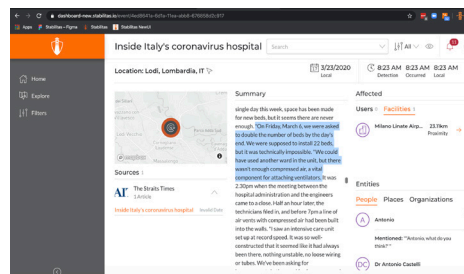 dashboard-new.stabilitas.io/event/
Apps
Stabilitas – Figma
Stabilitas
Stabilitas NewUI
Inside Italy's coronavirus hospital
Search
All
Home
Explore
Filters
Location: Lodi, Lombardia, IT
3/23/2020
Local
8:23 AM 8:23 AM 8:23 AM
Detection Occurred Local
Summary
single day this week, space has been made
for new beds, but it seems there are never
enough. "On Friday, March 6, we were asked
to double the number of beds by the day's
end. We were supposed to install 22 beds,
but it was technically impossible. "We could
have used another word in the unit, but there
wasn't enough compressed air, a vital
component for attaching ventilators. It was
2.30pm when the meeting between the
hospital administration and the engineers
came to a close. Half an hour later, the
technicians filed in, and before 7pm a line of
air vents with compressed air had been built
into the walls. "I saw an intensive care unit
set up at record speed. It was so well-
constructed that it seemed like it had always
been there, nothing unstable, no loose wiring
or tubes. We've been asking for
Sources 1
The Straits Times
1 Article
Inside Italy's coronavirus hospital
Invalid Date
Affected
Users 0 Facilities 1
Milano Linate Airp...
23.11km
Proximity
Entities
People Places Organizations
A
Antonio
Mentioned: "Antonio, what do you
think?"
DC
Dr Antonio Castelli